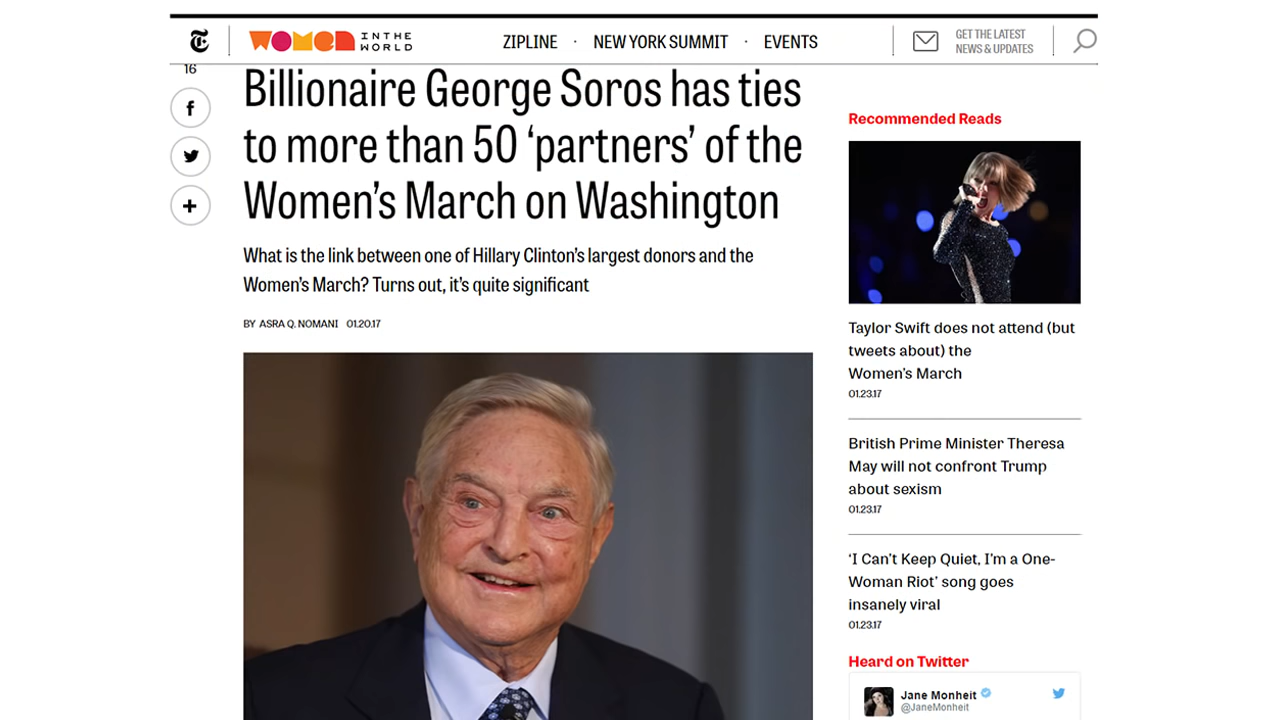 WOMEN IN THE WORLD
ZIPLINE · NEW YORK SUMMIT · EVENTS
GET THE LATEST
NEWS & UPDATES
16
Billionaire George Soros has ties
to more than 50 ‘partners’ of the
Women’s March on Washington
What is the link between one of Hillary Clinton’s largest donors and the
Women’s March? Turns out, it’s quite significant
BY ASRA Q. NOMANI 01.20.17
Recommended Reads
Taylor Swift does not attend (but
tweets about) the
Women’s March
01.23.17
British Prime Minister Theresa
May will not confront Trump
about sexism
01.23.17
‘I Can’t Keep Quiet, I’m a One-
Woman Riot’ song goes
insanely viral
01.23.17
Heard on Twitter
Jane Monheit
@JaneMonheit